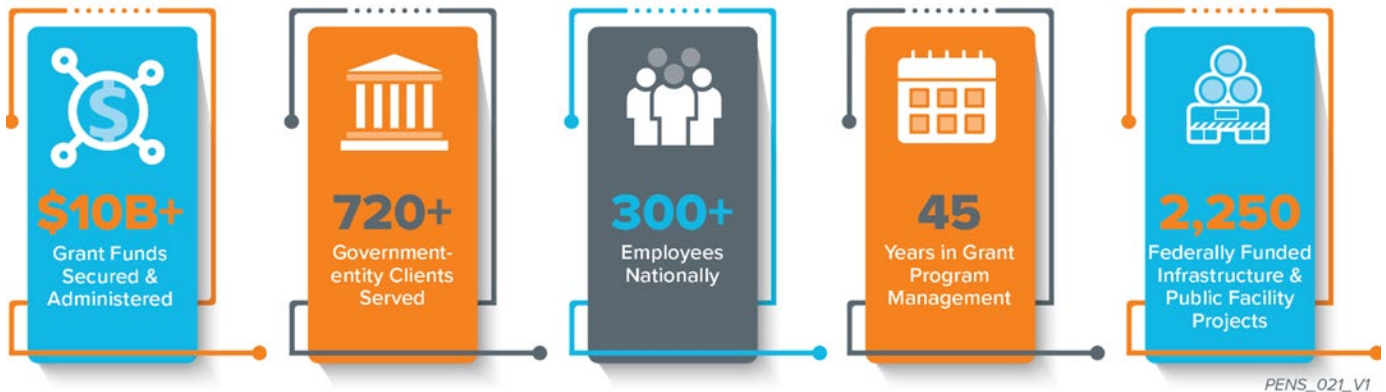 $10B+
Grant Funds
Secured &
Administered
720+
Government-
entity Clients
Served
300+
Employees
Nationally
45
Years in Grant
Program
Management
2,250
Federally Funded
Infrastructure &
Public Facility
Projects
PENS_021_V1